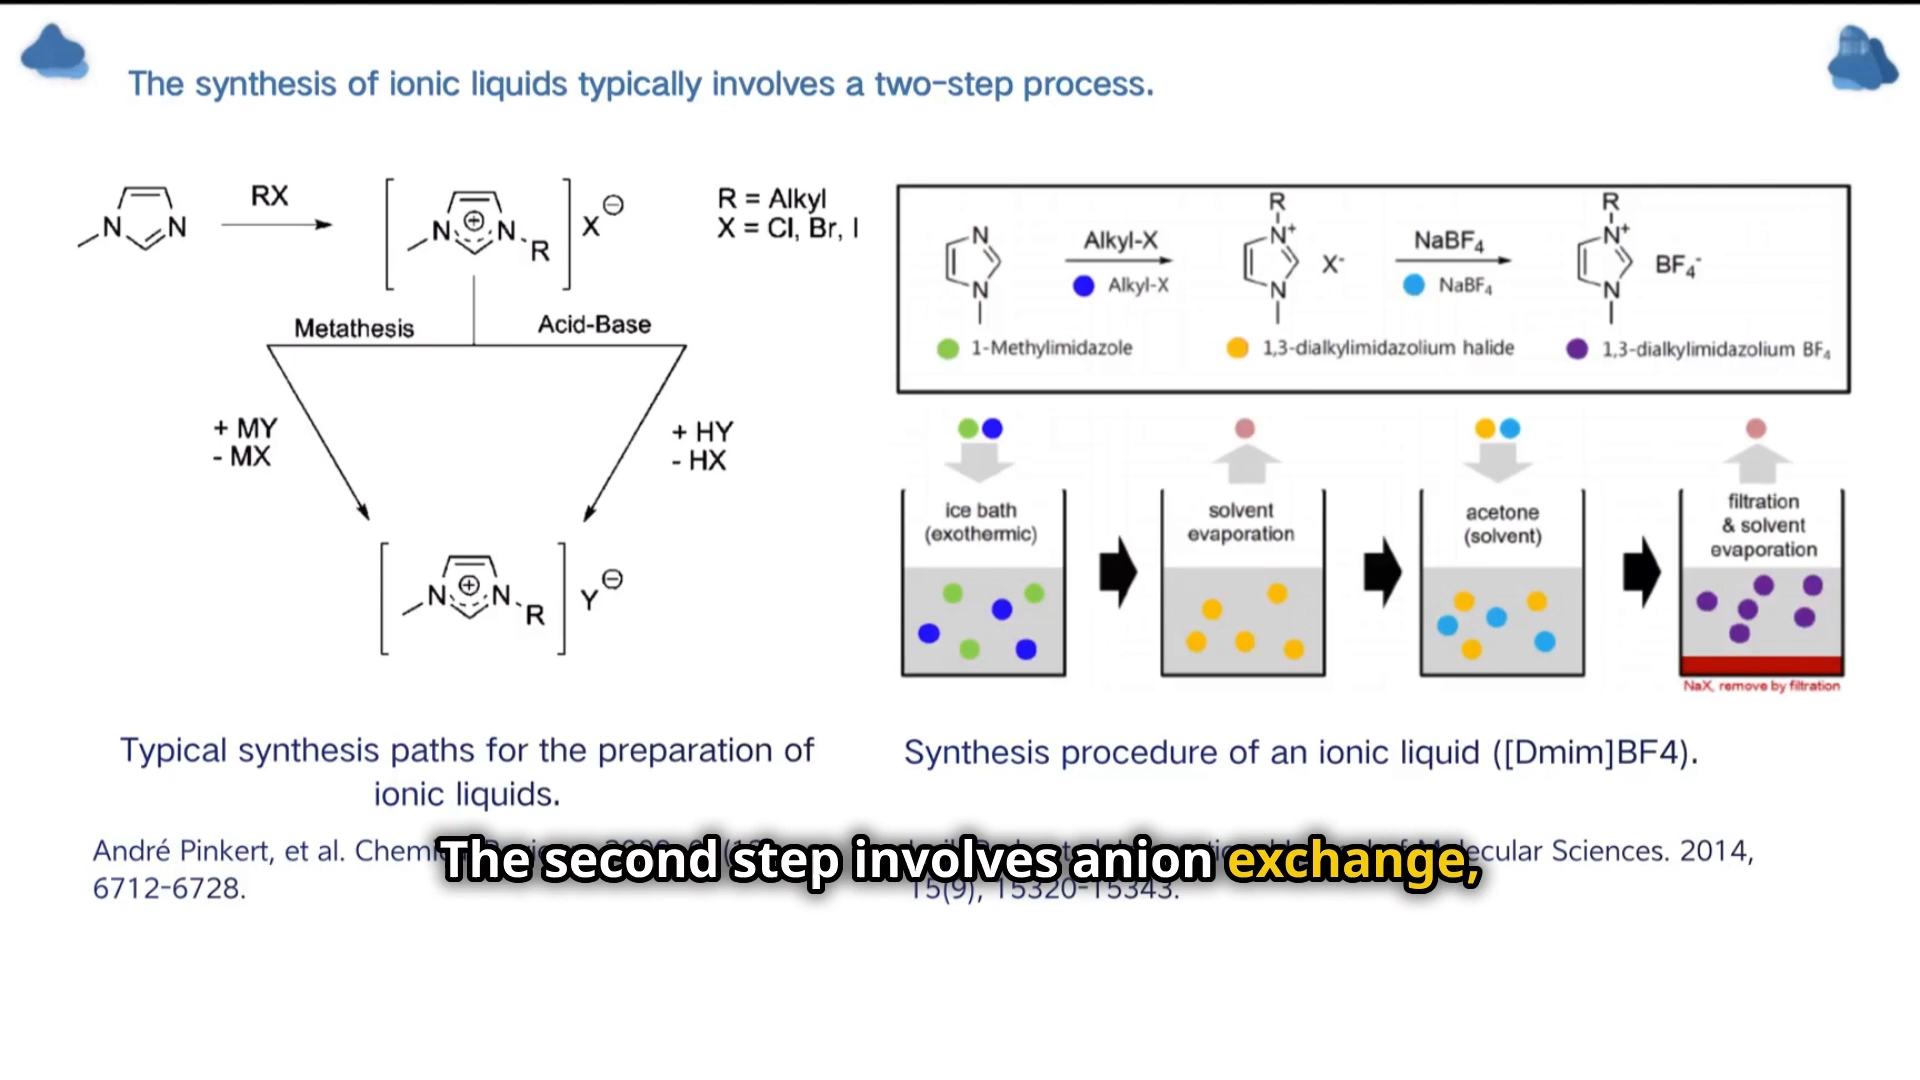 The synthesis of ionic liquids typically involves a two-step process.
N
N
RX
N
N
R
X⊖
R = Alkyl
X = Cl, Br, I
Metathesis
Acid-Base
+ MY
- MX
+ HY
- HX
N
N
R
Y⊖
N
N
Alkyl-X
Alkyl-X
R
N+
N
X-
NaBF4
NaBF4
R
N+
N
BF4-
1-Methylimidazole
1,3-dialkylimidazolium halide
1,3-dialkylimidazolium BF4
ice bath
(exothermic)
solvent
evaporation
acetone
(solvent)
filtration
& solvent
evaporation
NaX, remove by filtration
Typical synthesis paths for the preparation of
ionic liquids.
Synthesis procedure of an ionic liquid ([Dmim]BF4).
André Pinkert, et al.
6712-6728.
Sciences. 2014,
15(9), 15320-15343.
The second step involves anion exchange,